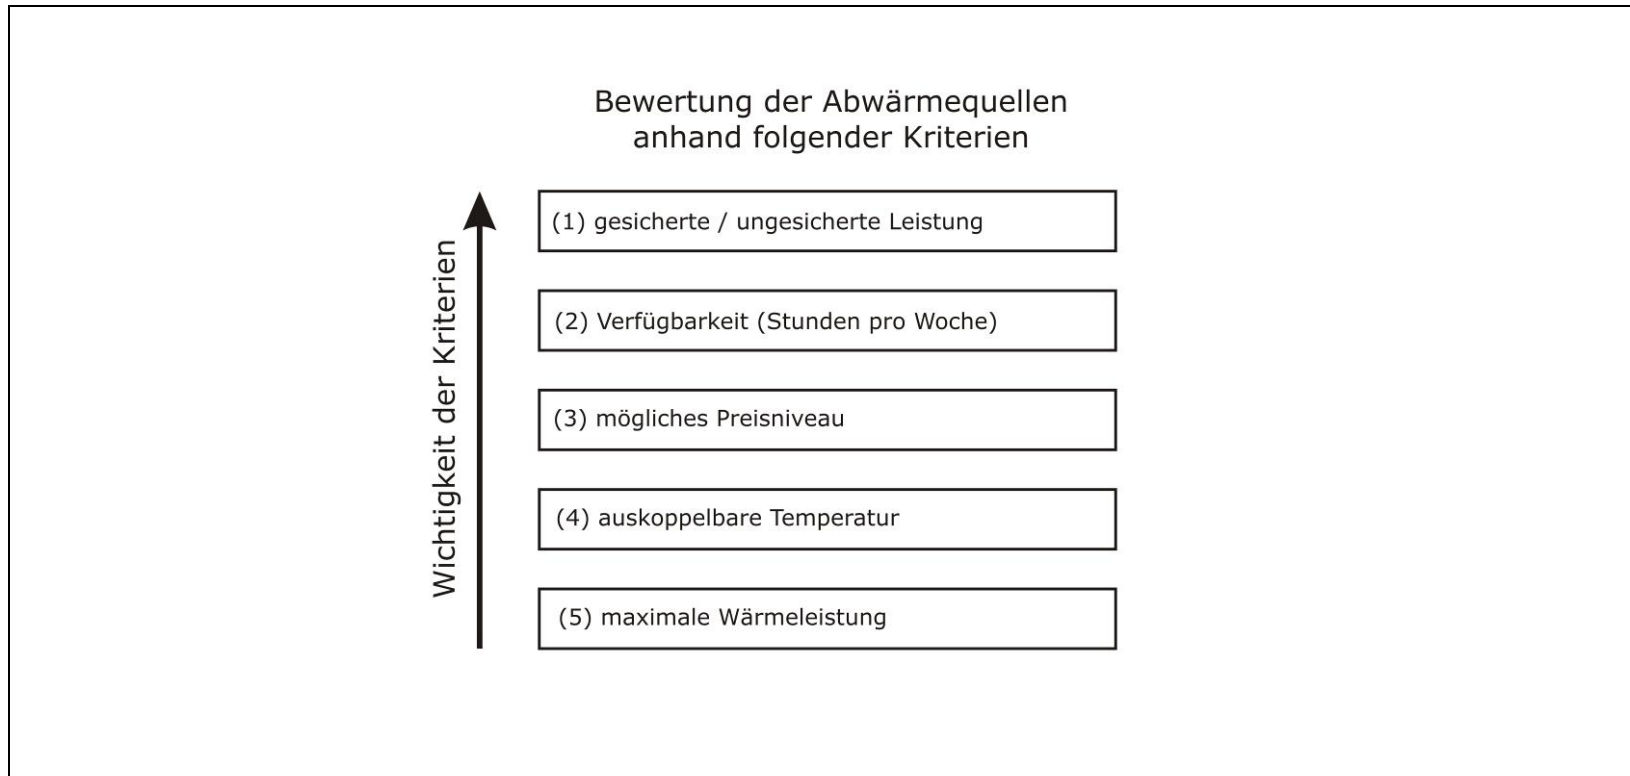 Bewertung der Abwärmequellen
anhand folgender Kriterien
Wichtigkeit der Kriterien
(1) gesicherte / ungesicherte Leistung
(2) Verfügbarkeit (Stunden pro Woche)
(3) mögliches Preisniveau
(4) auskoppelbare Temperatur
(5) maximale Wärmeleistung